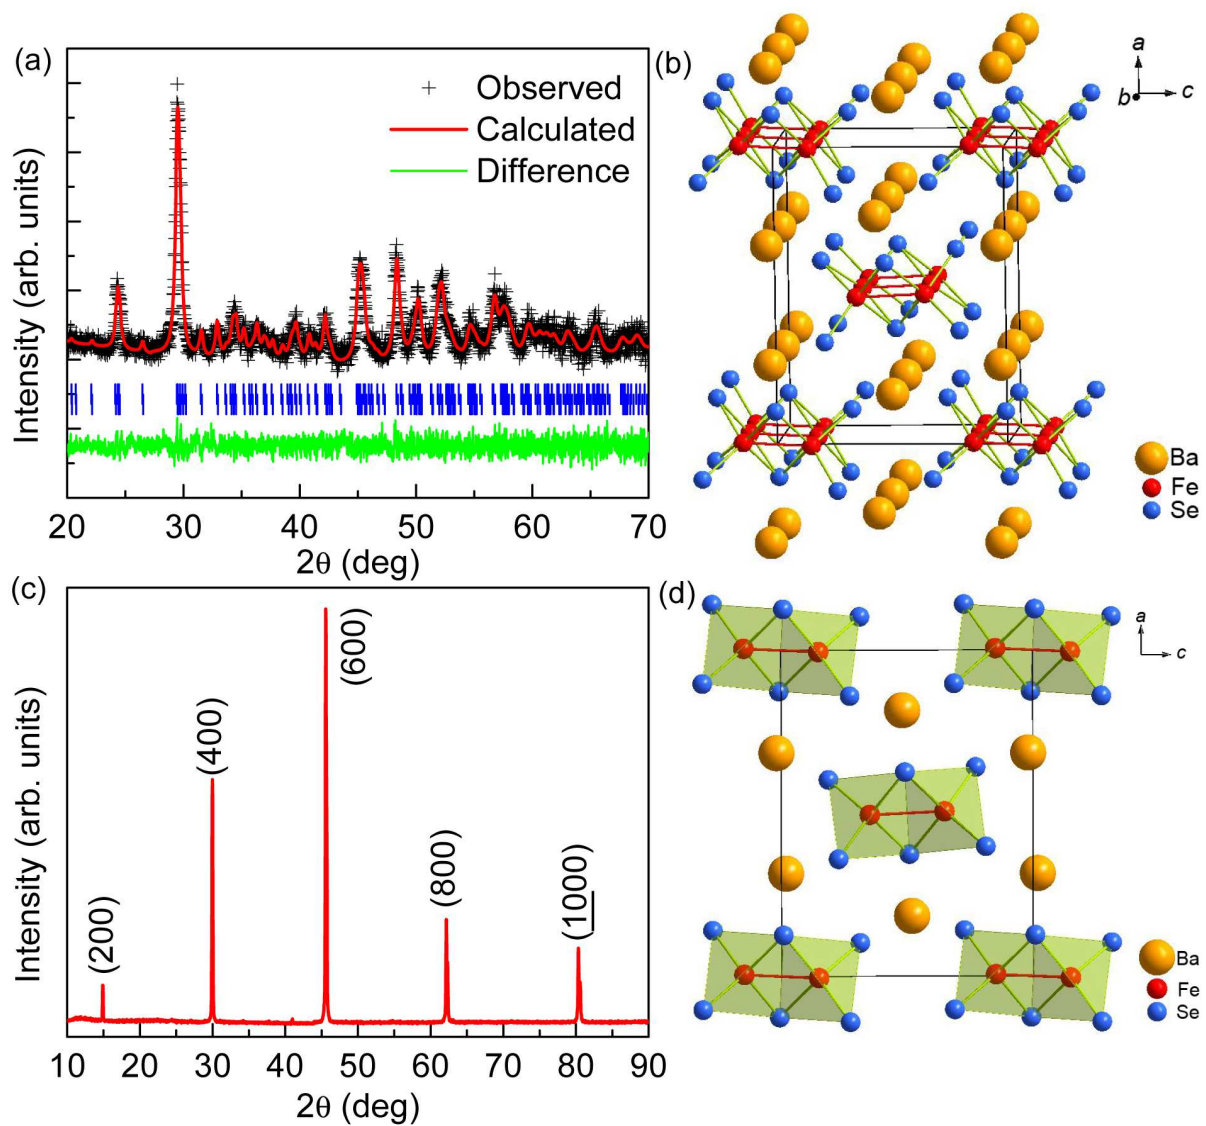 (a)
Observed
Calculated
Difference
Intensity (arb. units)
20 30 40 50 60 70
2θ (deg)
(b)
a
b
c
Ba
Fe
Se
(c)
(200)
(400)
(600)
(800)
(1000)
Intensity (arb. units)
10 20 30 40 50 60 70 80 90
2θ (deg)
(d)
a
c
Ba
Fe
Se